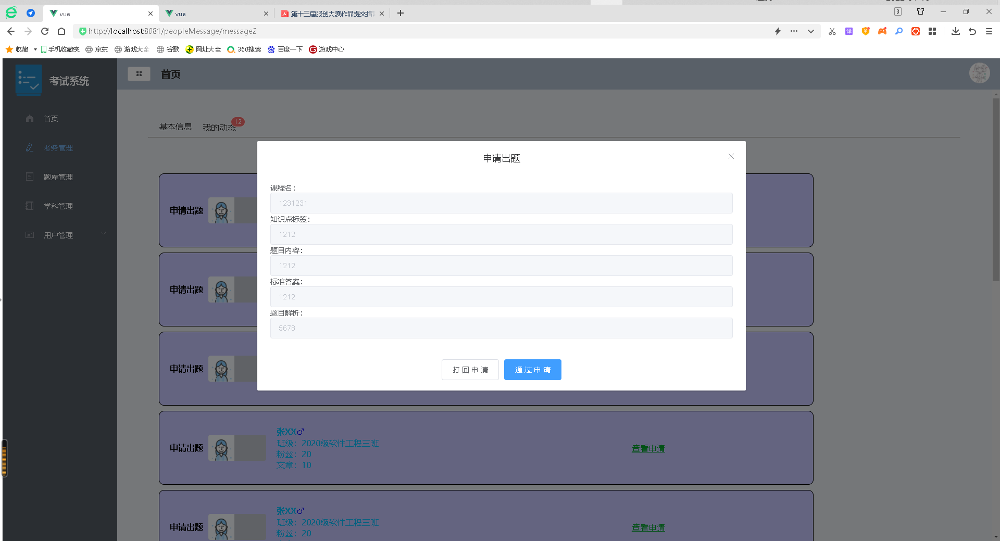 vue
vue
第十三届服创大赛作品提交指
3
http://localhost:8081/peopleMessage/message2
译
收藏
手机收藏夹
京东
游戏大全
谷歌
网址大全
360搜索
百度一下
游戏中心
考试系统
首页
首页
考务管理
题库管理
学科管理
用户管理
基本信息
我的动态
12
申请出题
课程名：
1231231
知识点标签：
1212
题目内容：
1212
标准答案：
1212
题目解析：
5678
打回申请
通过申请
申请出题
申请出题
申请出题
申请出题
张XX♂
班级：2020级软件工程三班
粉丝：20
文章：10
查看申请
申请出题
张XX♂
班级：2020级软件工程三班
粉丝：20
查看申请